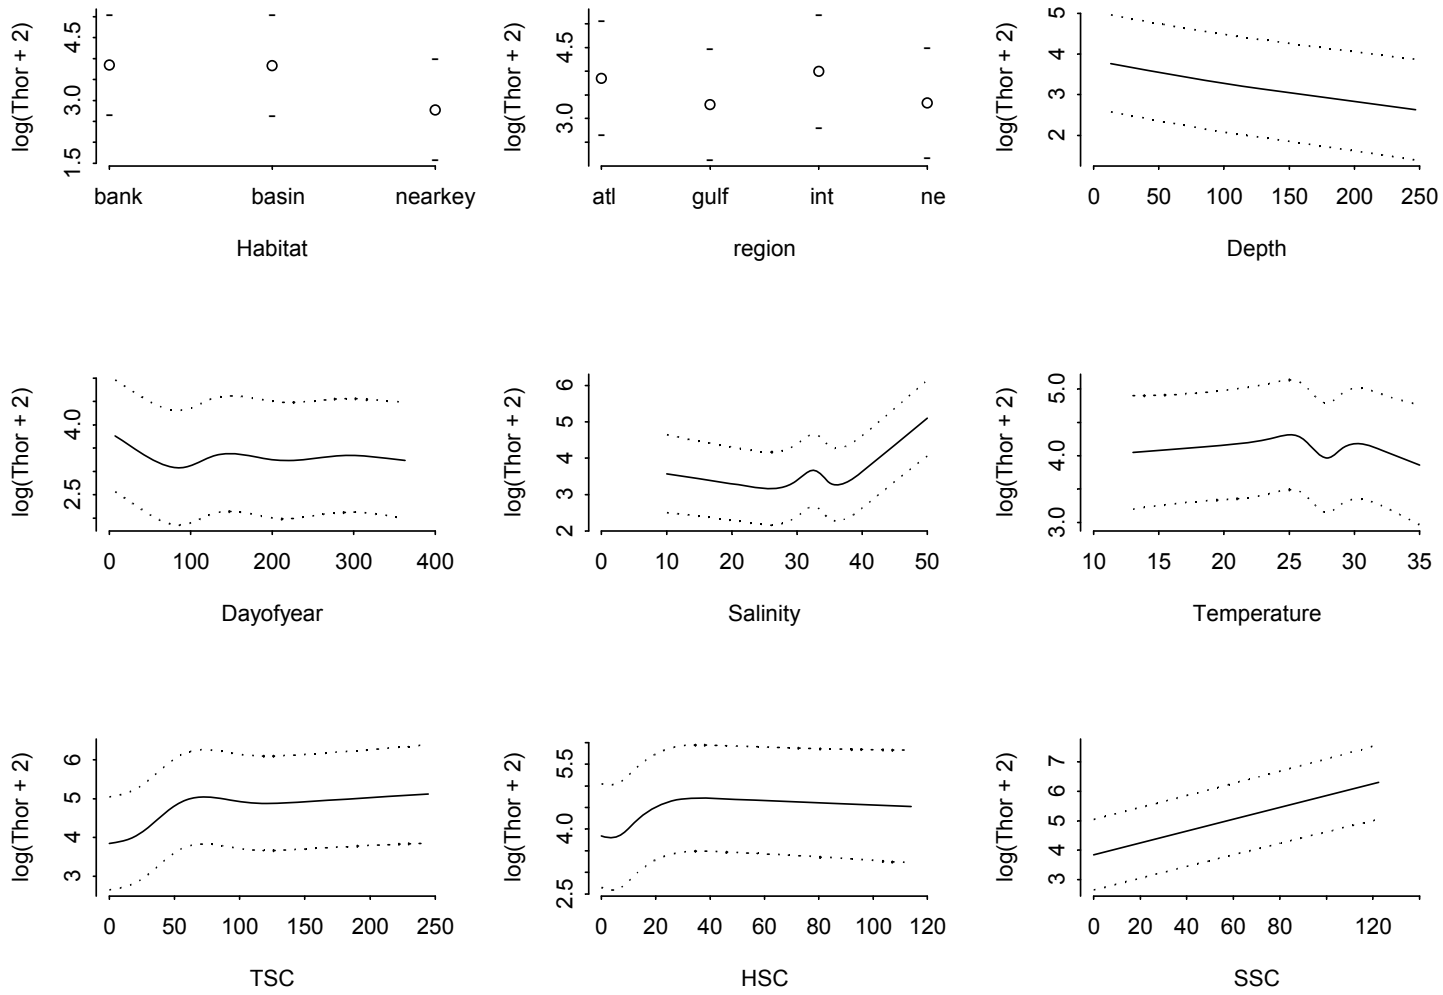 log(Thor + 2)
4.5
3.0
1.5
bank basin nearkey
Habitat
log(Thor + 2)
4.5
3.0
atl gulf int ne
region
log(Thor + 2)
5
4
3
2
0 50 100 150 200 250
Depth
log(Thor + 2)
4.0
2.5
0 100 200 300 400
Dayofyear
log(Thor + 2)
6
5
4
3
2
0 10 20 30 40 50
Salinity
log(Thor + 2)
5.0
4.0
3.0
10 15 20 25 30 35
Temperature
log(Thor + 2)
6
5
4
3
0 50 100 150 200 250
TSC
log(Thor + 2)
5.5
4.0
2.5
0 20 40 60 80 100 120
HSC
log(Thor + 2)
7
6
5
4
3
0 20 40 60 80 120
SSC